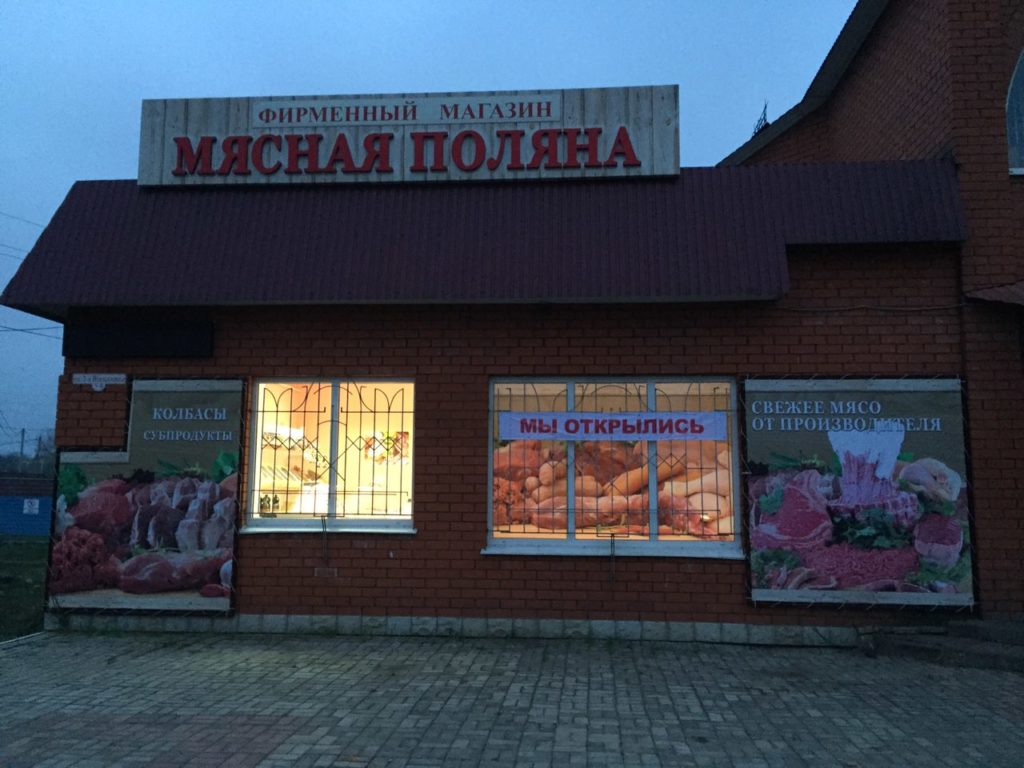 ФИРМЕННЫЙ МАГАЗИН
МЯСНАЯ ПОЛЯНА
КОЛБАСЫ
СУБПРОДУКТЫ
МЫ ОТКРЫЛИСЬ
СВЕЖЕЕ МЯСО
ОТ ПРОИЗВОДИТЕЛЯ